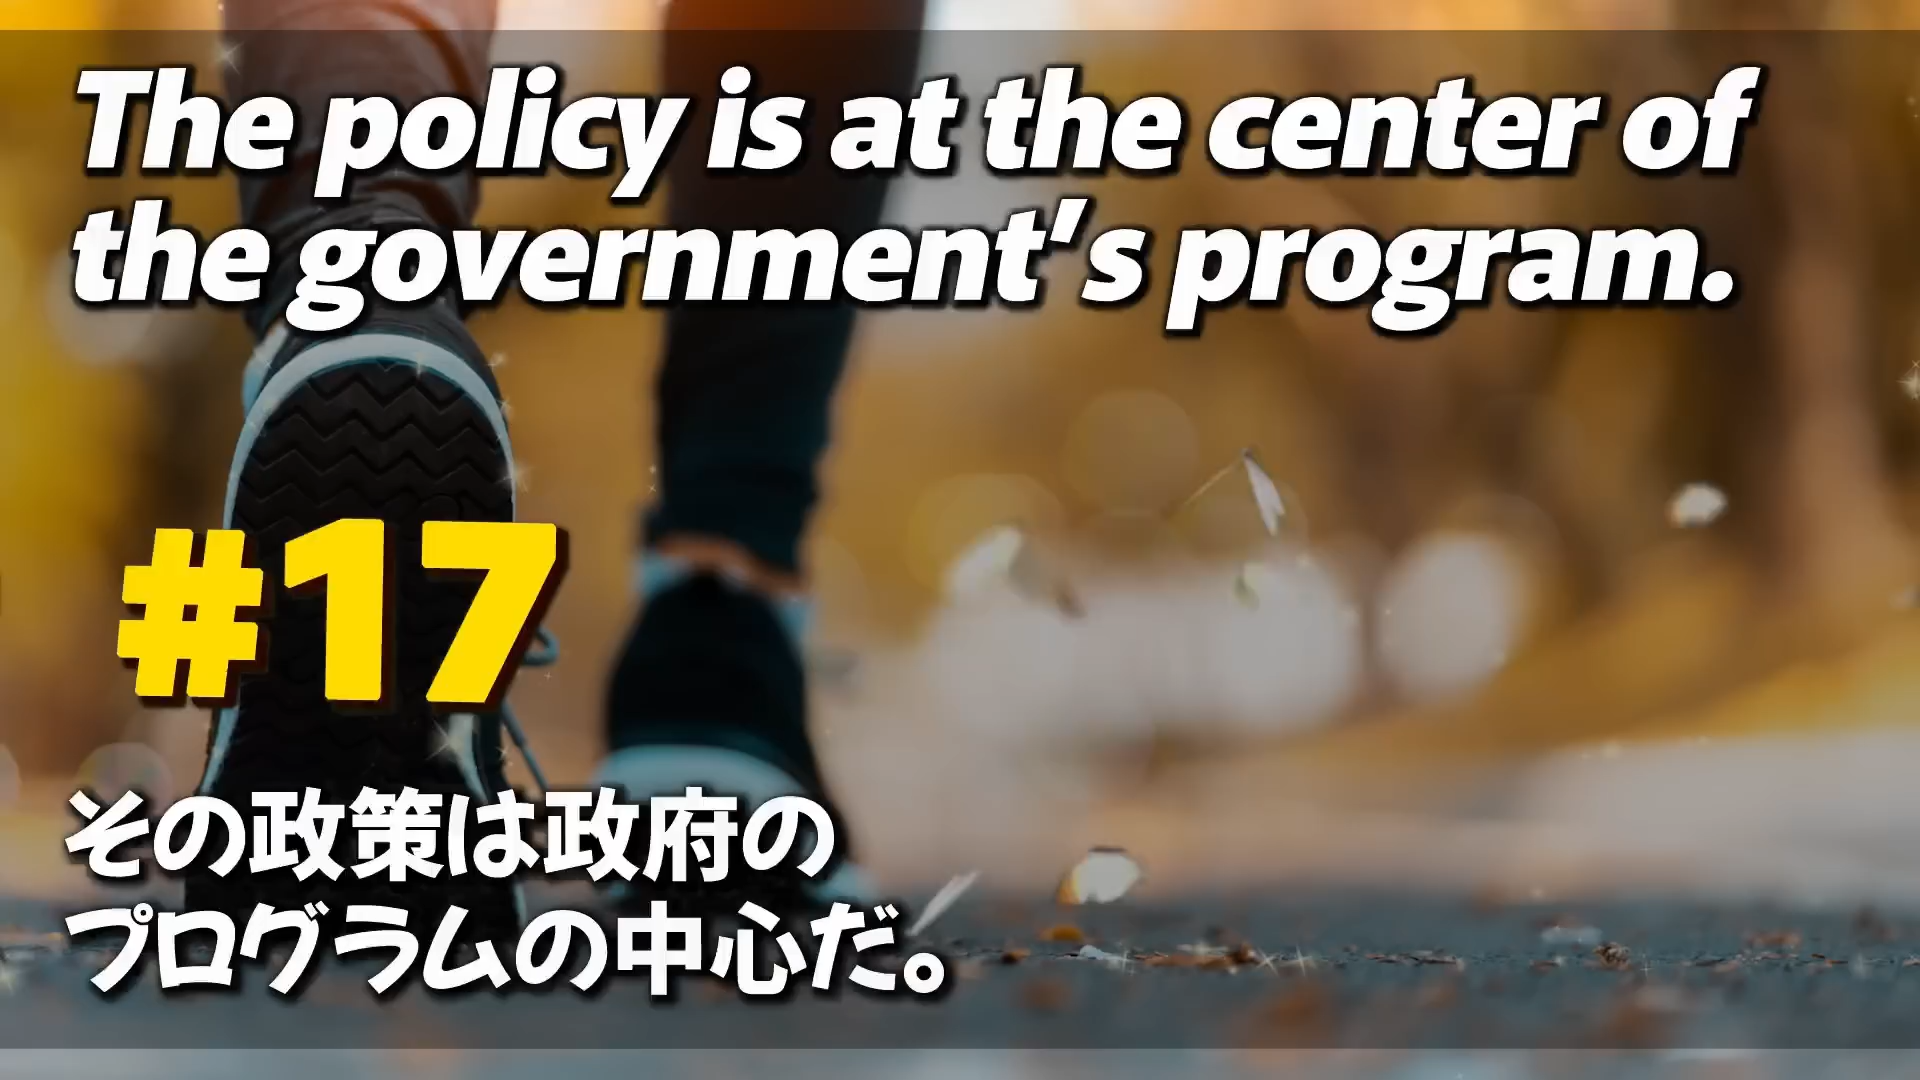 The policy is at the center of
the government's program.
#17
その政策は政府の
プログラムの中心だ。